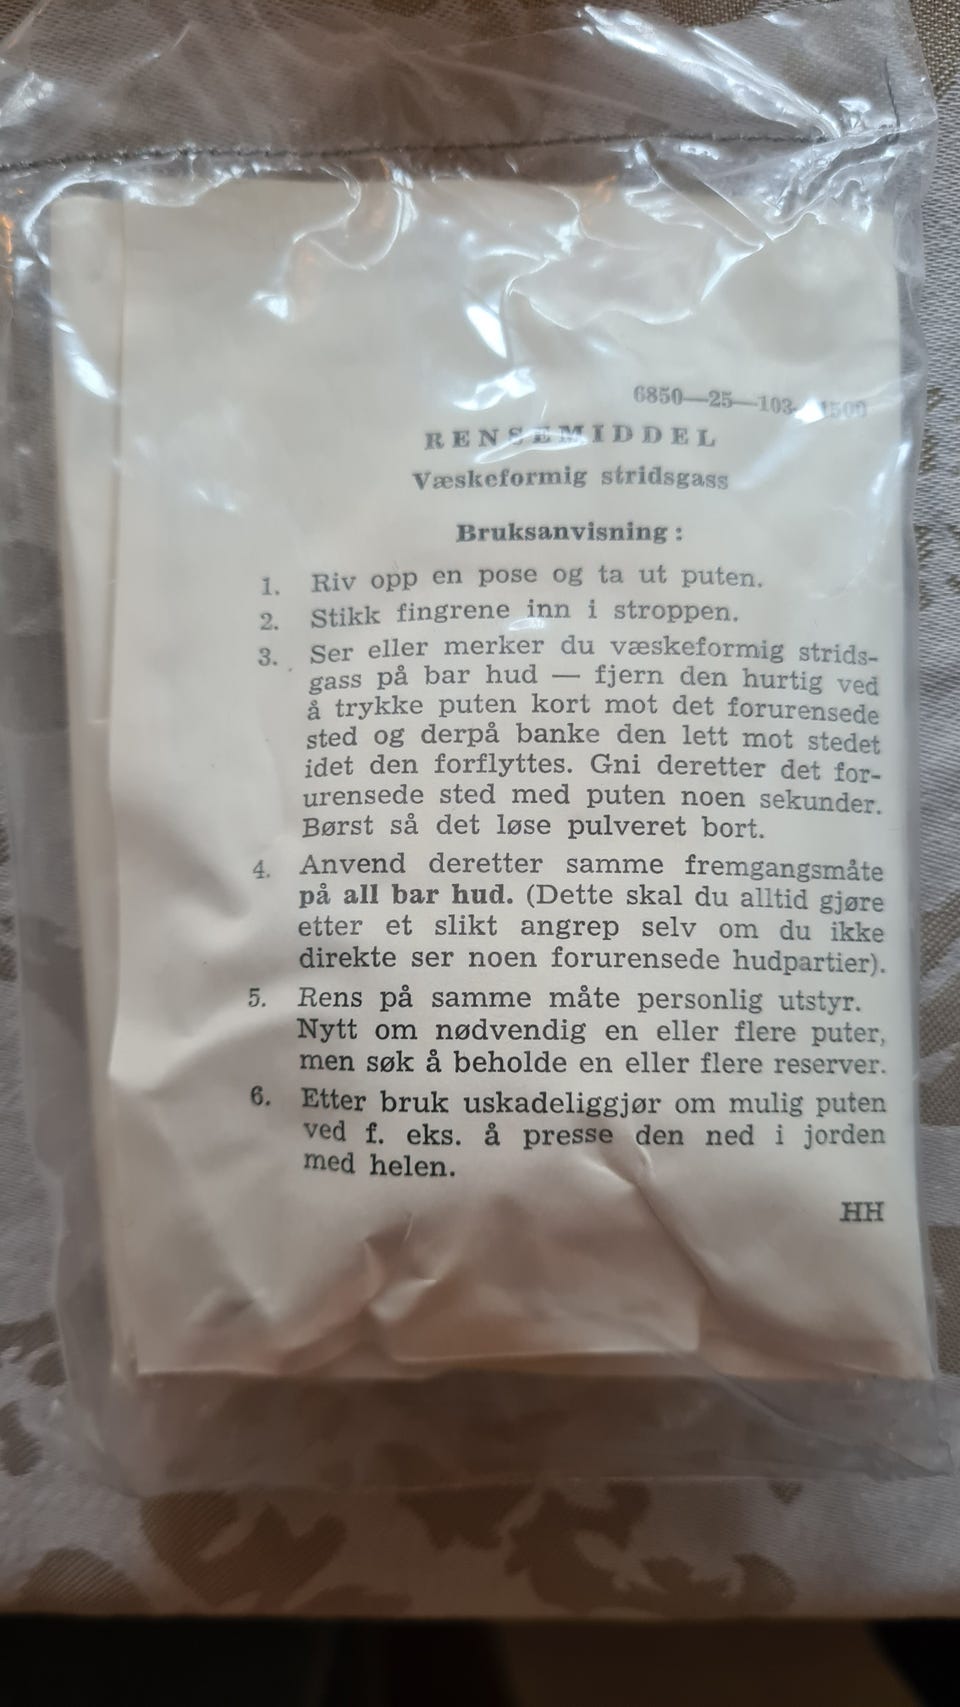 6850—25—103-
RENSEMIDDEL
Væskeformig stridsgass
Bruksanvisning :
1. Riv opp en pose og ta ut puten.
2. Stikk fingrene inn i stroppen.
3. Ser eller merker du væskeformig strids-
gass på bar hud — fjern den hurtig ved
å trykke puten kort mot det forurensede
sted og derpå banke den lett mot stedet
idet den forflyttes. Gni deretter det for-
urensede sted med puten noen sekunder.
Børst så det løse pulveret bort.
4. Anvend deretter samme fremgangsmåte
på all bar hud. (Dette skal du alltid gjøre
etter et slikt angrep selv om du ikke
direkte ser noen forurensede hudpartier).
5. Rens på samme måte personlig utstyr.
Nytt om nødvendig en eller flere puter,
men søk å beholde en eller flere reserver.
6. Etter bruk uskadeliggjør om mulig puten
ved f. eks. å presse den ned i jorden
med helen.
HH